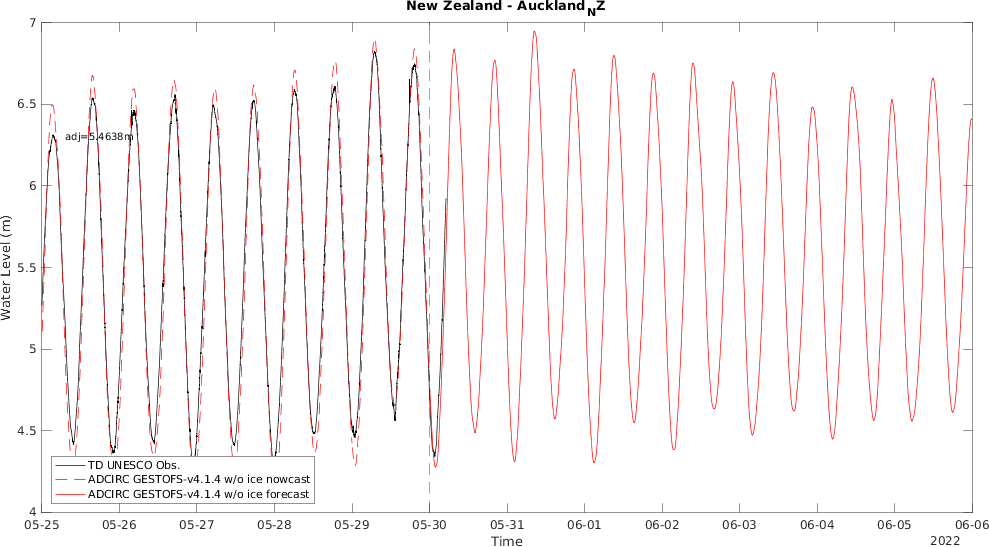 New Zealand - Auckland_NZ
7
6.5
6
5.5
5
4.5
4
Water Level (m)
adj=5.4638m
TD UNESCO Obs.
ADCIRC GESTOFS-v4.1.4 w/o ice nowcast
ADCIRC GESTOFS-v4.1.4 w/o ice forecast
05-25 05-26 05-27 05-28 05-29 05-30 05-31 06-01 06-02 06-03 06-04 06-05 06-06
Time
2022